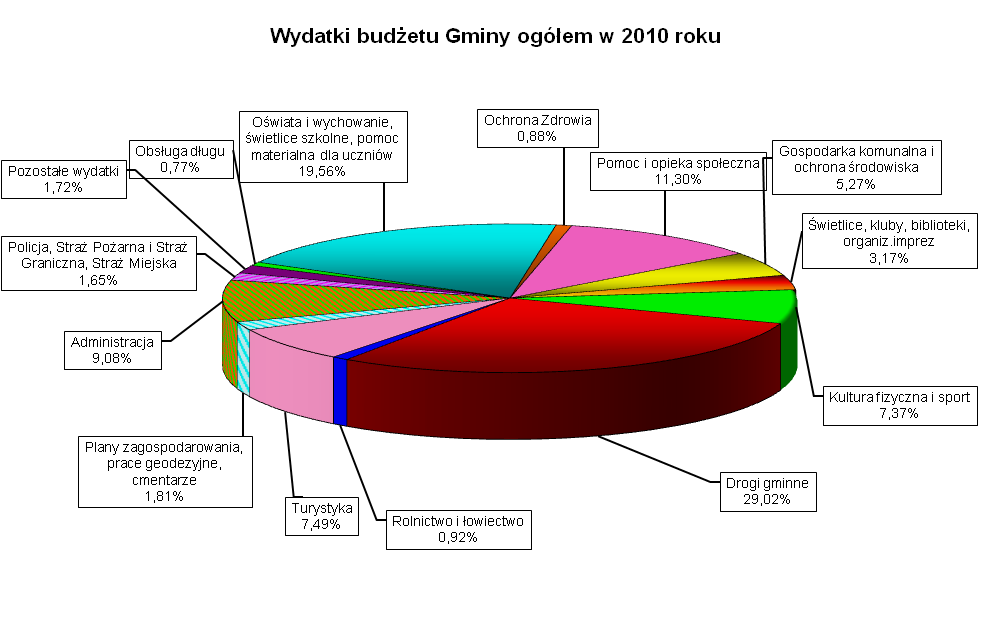 Wydatki budżetu Gminy ogółem w 2010 roku
Oświata i wychowanie,
świetlice szkolne, pomoc
materialna dla uczniów
19,56%
Ochrona Zdrowia
0,88%
Obsługa długu
0,77%
Pomoc i opieka społeczna
11,30%
Gospodarka komunalna i
ochrona środowiska
5,27%
Pozostałe wydatki
1,72%
Świetlice, kluby, biblioteki,
organiz.imprez
3,17%
Policja, Straż Pożarna i Straż
Graniczna, Straż Miejska
1,65%
Administracja
9,08%
Kultura fizyczna i sport
7,37%
Plany zagospodarowania,
prace geodezyjne,
cmentarze
1,81%
Drogi gminne
29,02%
Turystyka
7,49%
Rolnictwo i łowiectwo
0,92%